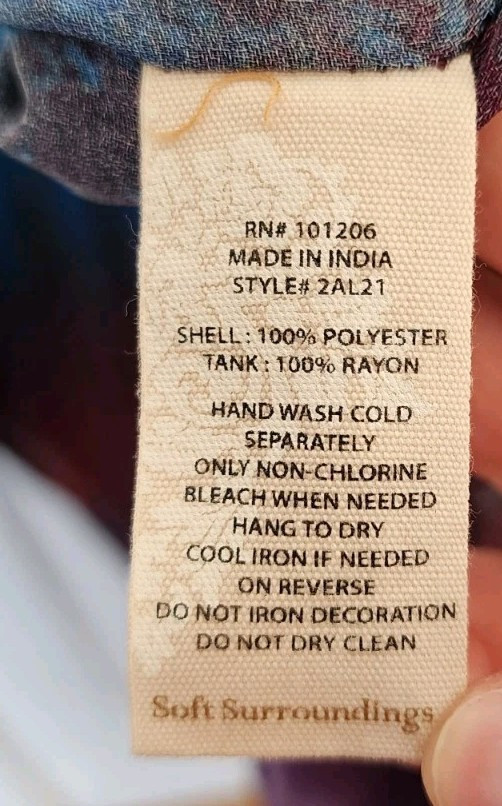 RN# 101206
MADE IN INDIA
STYLE# 2AL21
SHELL : 100% POLYESTER
TANK : 100% RAYON
HAND WASH COLD
SEPARATELY
ONLY NON-CHLORINE
BLEACH WHEN NEEDED
HANG TO DRY
COOL IRON IF NEEDED
ON REVERSE
DO NOT IRON DECORATION
DO NOT DRY CLEAN
Soft Surroundings